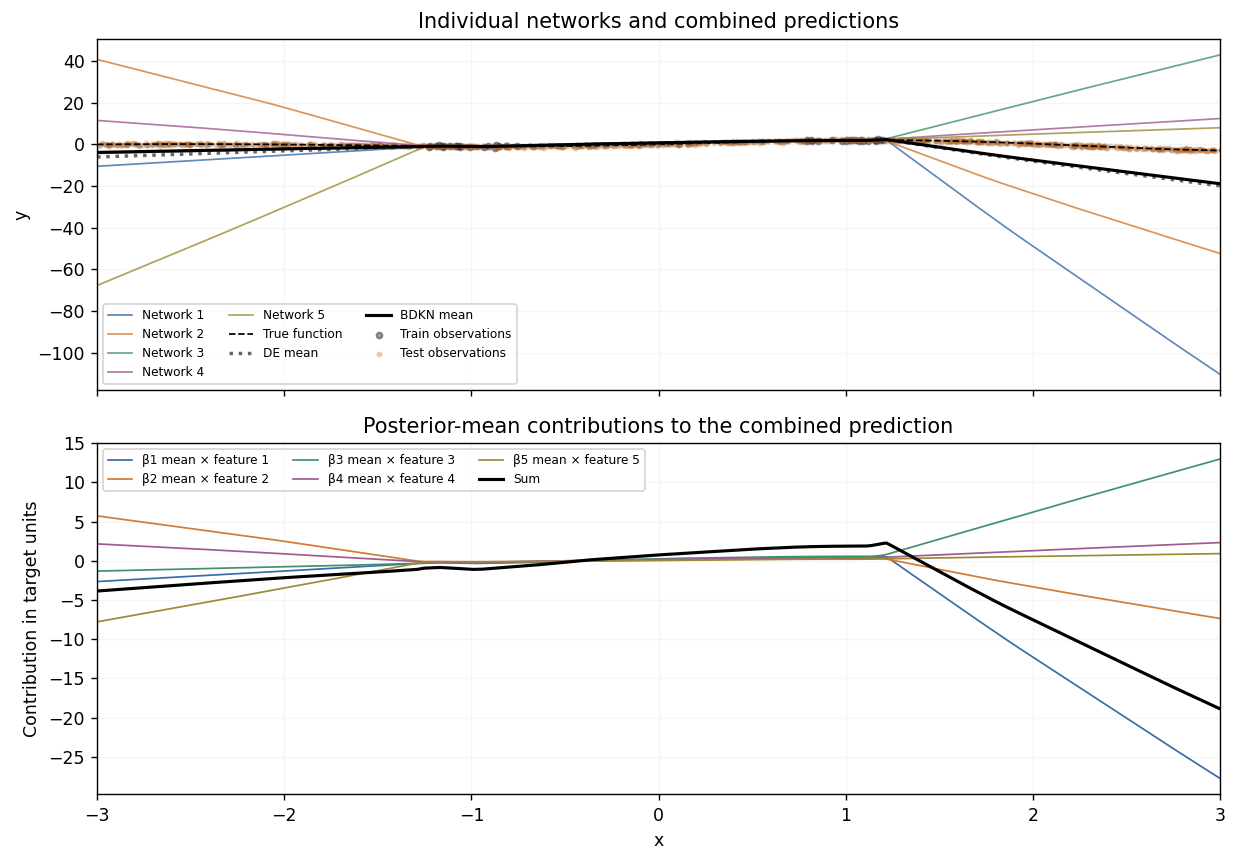 Individual networks and combined predictions
40
20
0
−20
−40
−60
−80
−100
y
Network 1
Network 2
Network 3
Network 4
Network 5
True function
DE mean
BDKN mean
Train observations
Test observations
Posterior-mean contributions to the combined prediction
15
10
5
0
−5
−10
−15
−20
−25
Contribution in target units
β1 mean × feature 1
β2 mean × feature 2
β3 mean × feature 3
β4 mean × feature 4
β5 mean × feature 5
Sum
−3 −2 −1 0 1 2 3
x